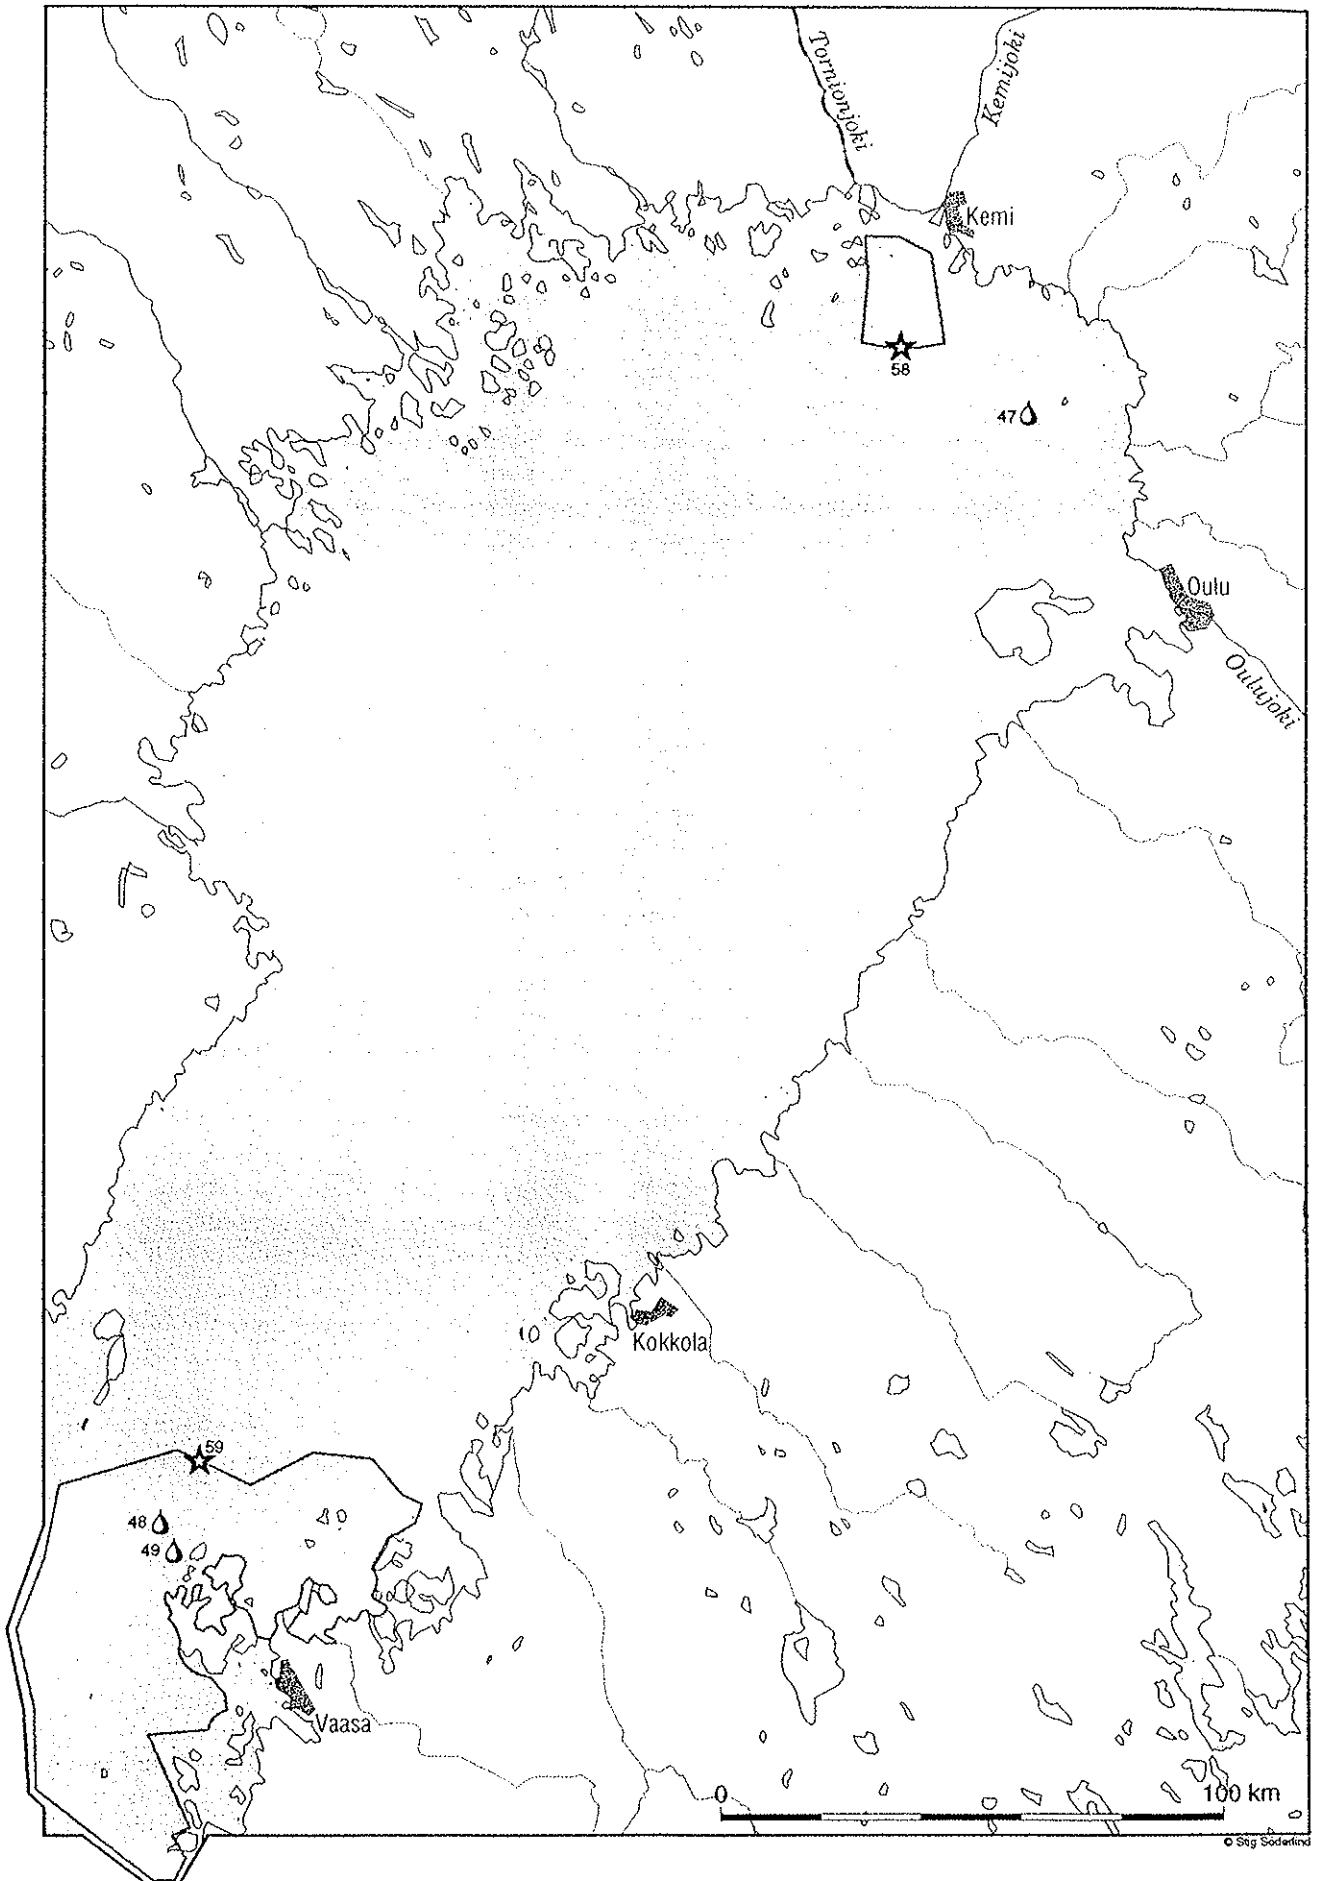 Tornionjoki
Kemijoki
Kemi
58
47
Oulu
Oulujoki
Kokkola
59
48
49
Vaasa
0 100 km
© Stig Söderlind